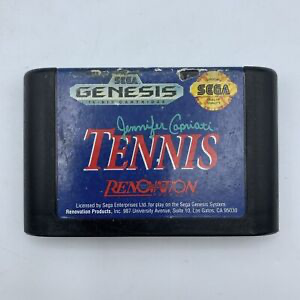 SEGA
GENESIS
16-BIT CARTRIDGE
SEGA
Jennifer Capriati
TENNIS
RENOVATION
Licensed by Sega Enterprises Ltd. for play on the Sega Genesis System.
Renovation Products, Inc. 987 University Avenue, Suite 10, Los Gatos, CA 95030